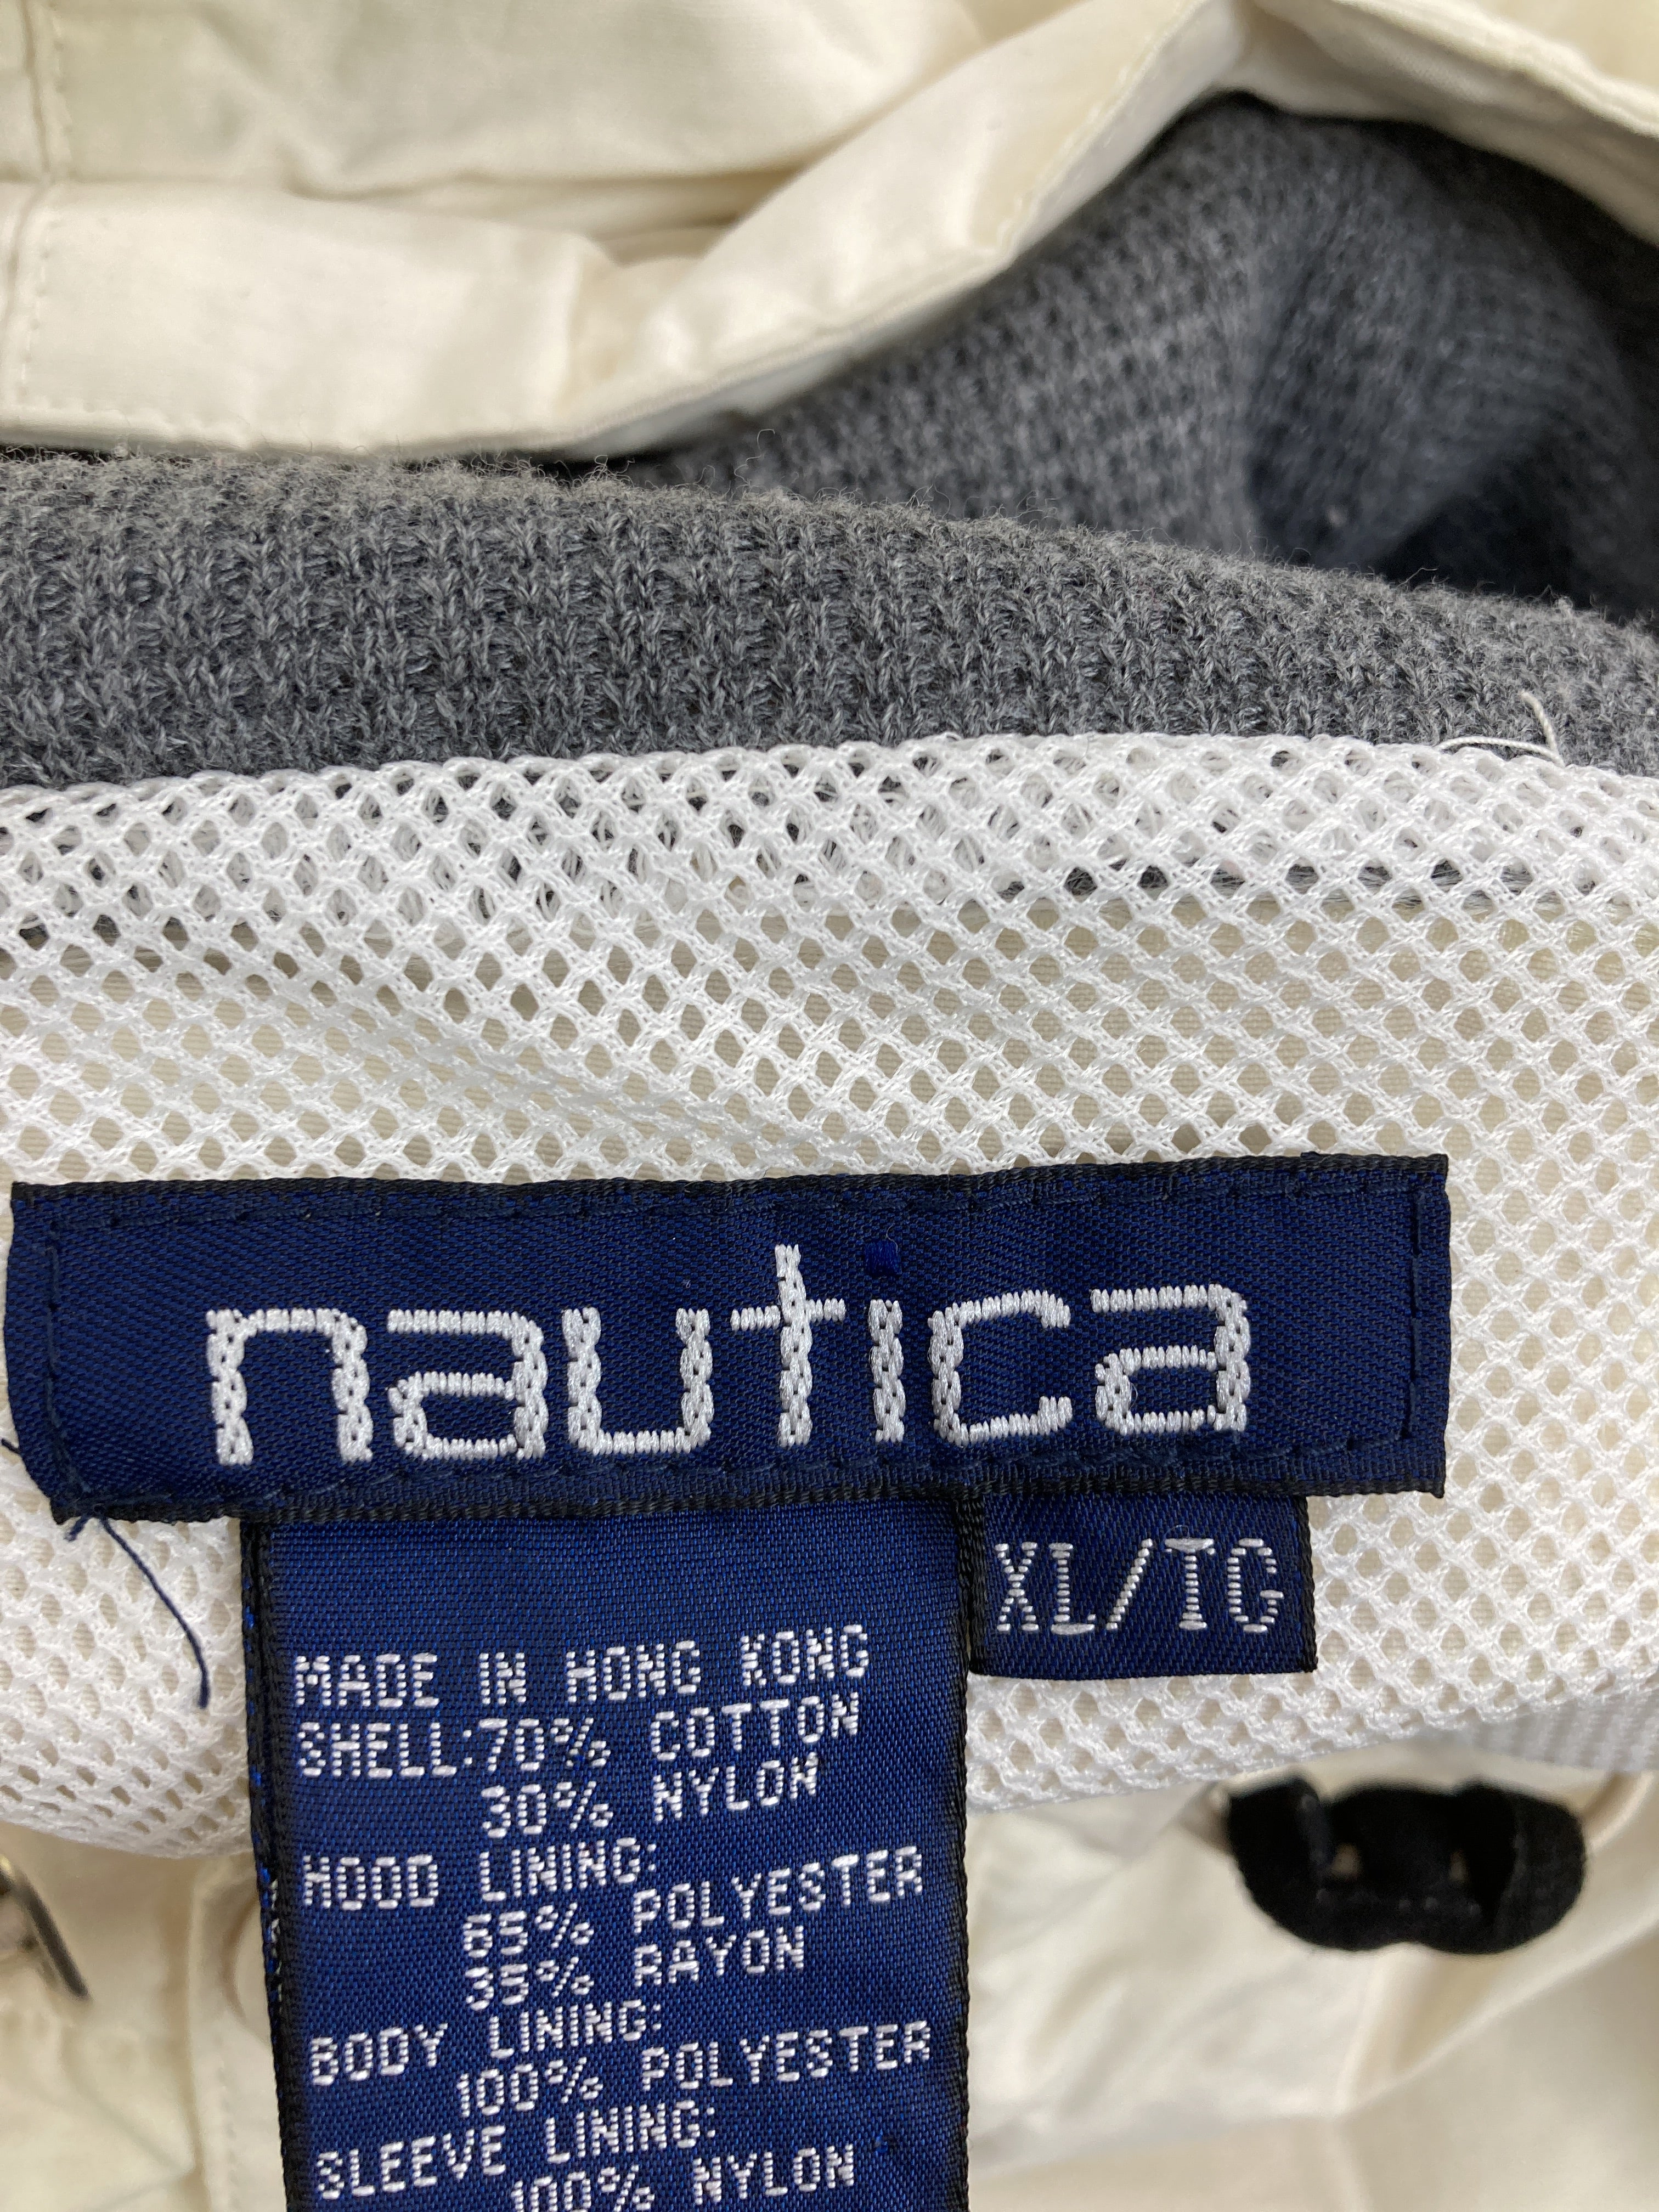 nautica
XL/TG
MADE IN HONG KONG
SHELL:70% COTTON
30% NYLON
HOOD LINING:
65% POLYESTER
35% RAYON
BODY LINING:
100% POLYESTER
SLEEVE LINING:
100% NYLON